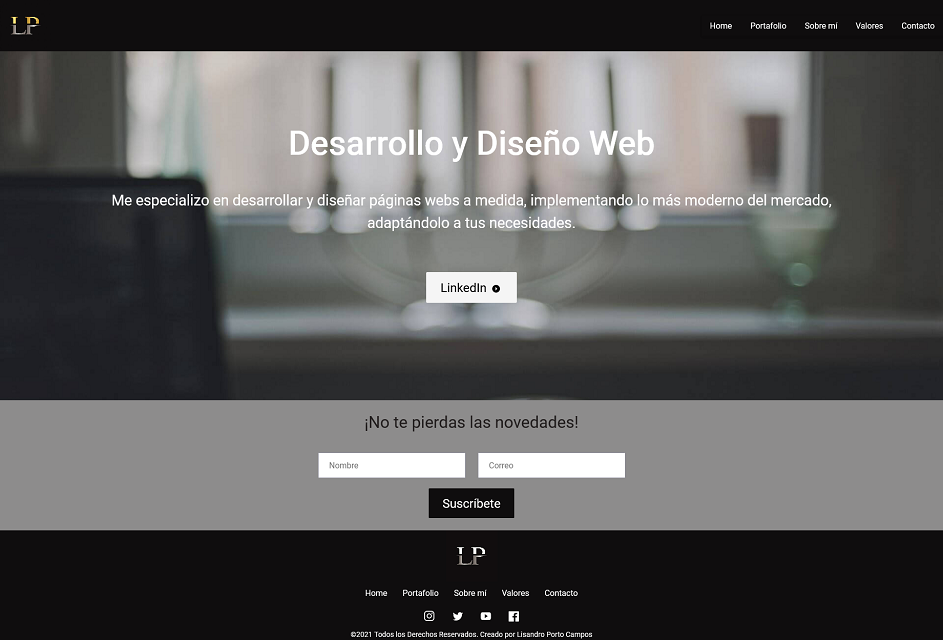 LP
Home Portafolio Sobre mí Valores Contacto
Desarrollo y Diseño Web
Me especializo en desarrollar y diseñar páginas webs a medida, implementando lo más moderno del mercado,
adaptándolo a tus necesidades.
LinkedIn
¡No te pierdas las novedades!
Nombre Correo
Suscríbete
LP
Home Portafolio Sobre mí Valores Contacto
©2021 Todos los Derechos Reservados. Creado por Lisandro Porto Campos